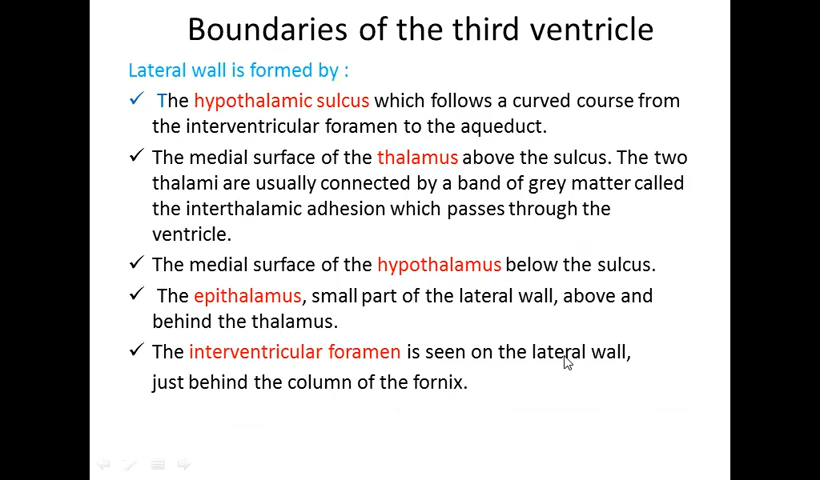 Boundaries of the third ventricle
Lateral wall is formed by :
✓ The hypothalamic sulcus which follows a curved course from
the interventricular foramen to the aqueduct.
✓ The medial surface of the thalamus above the sulcus. The two
thalami are usually connected by a band of grey matter called
the interthalamic adhesion which passes through the
ventricle.
✓ The medial surface of the hypothalamus below the sulcus.
✓ The epithalamus, small part of the lateral wall, above and
behind the thalamus.
✓ The interventricular foramen is seen on the lateral wall,
just behind the column of the fornix.